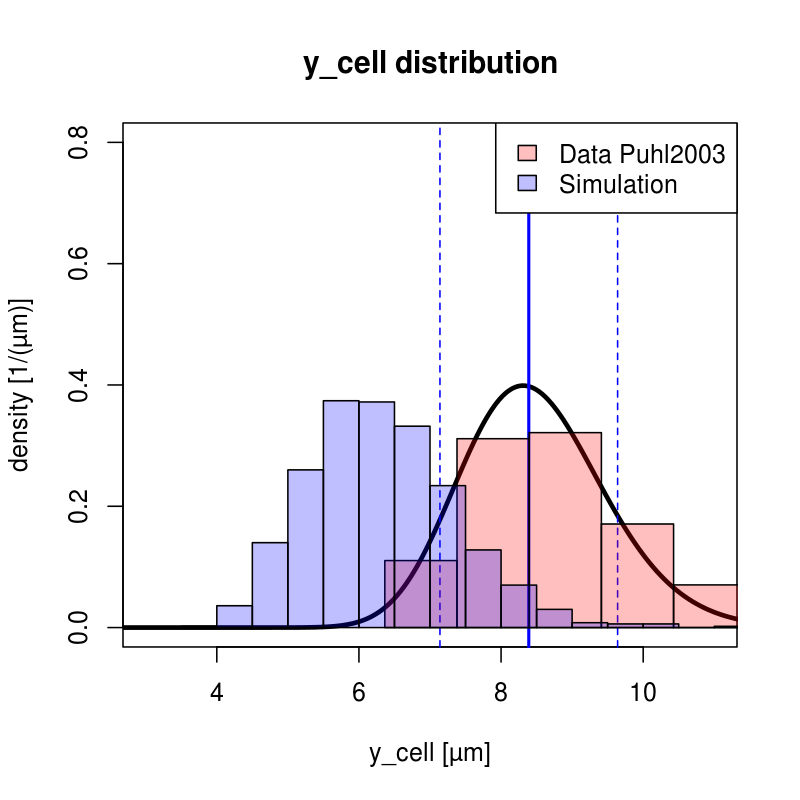 y_cell distribution
Data Puhl2003
Simulation
density [1/(µm)]
0.8
0.6
0.4
0.2
0.0
4 6 8 10
y_cell [µm]